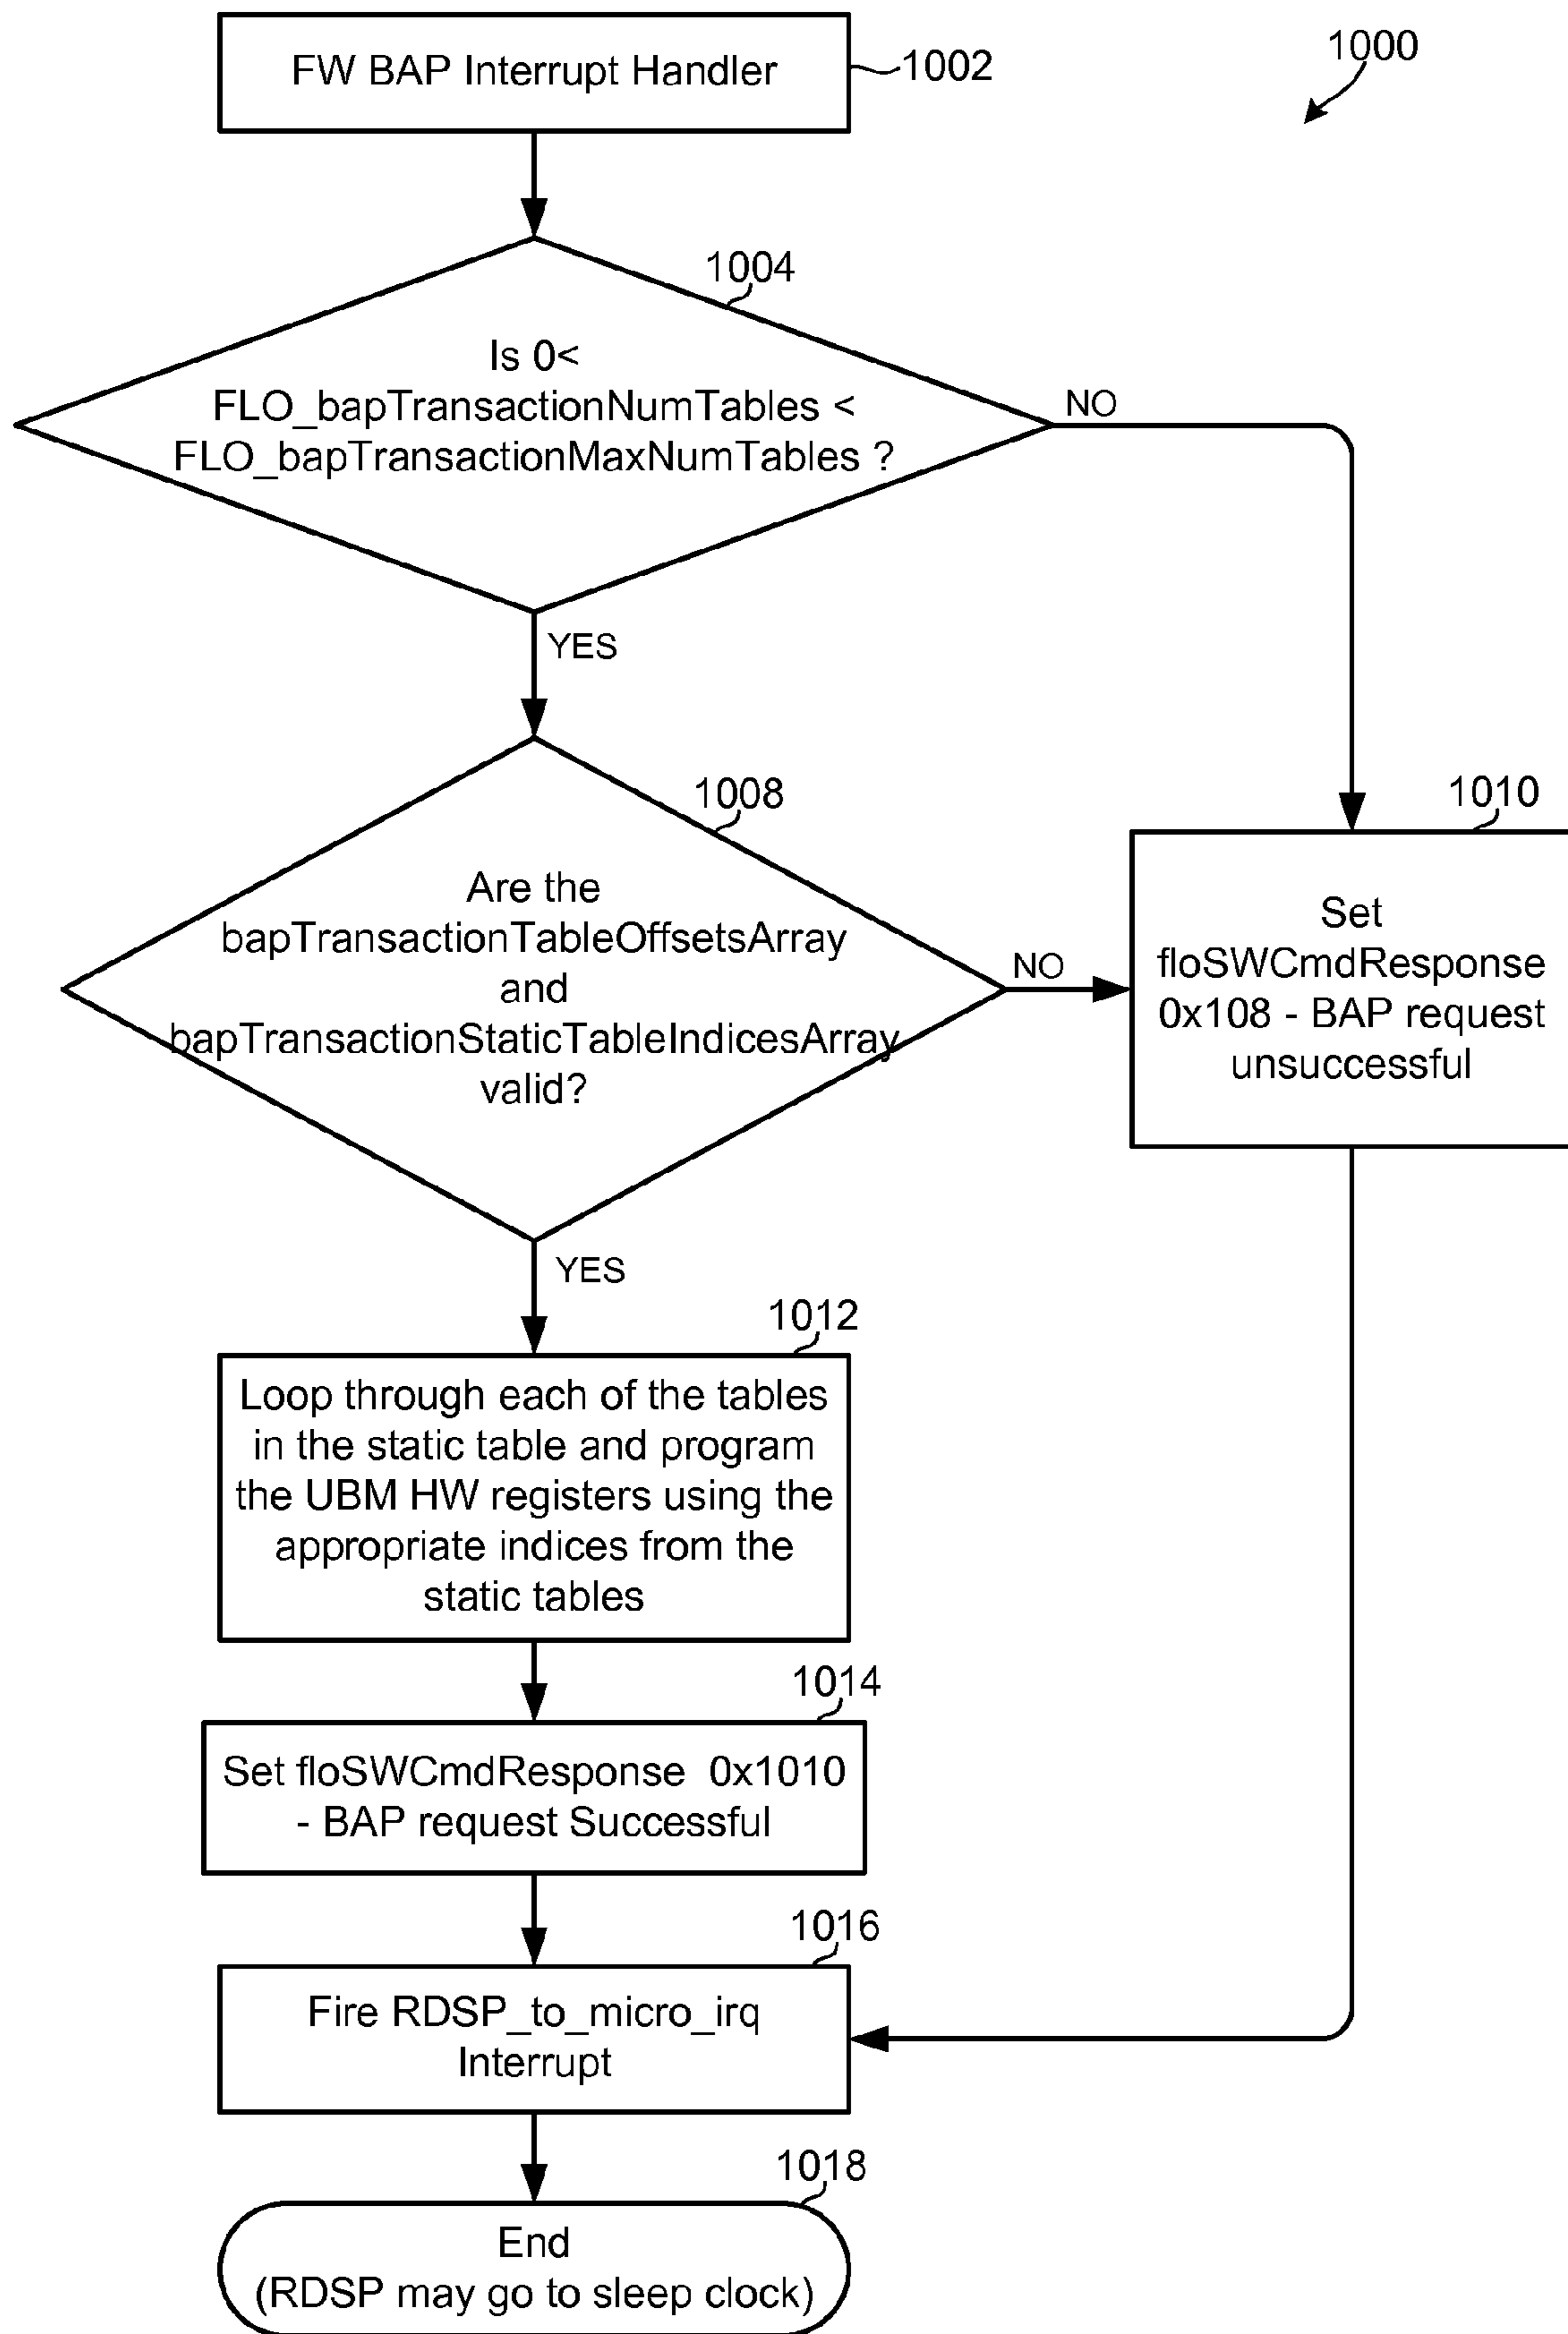 FW BAP Interrupt Handler
1002
1000
1004
Is 0<
FLO_bapTransactionNumTables <
FLO_bapTransactionMaxNumTables ?
NO
YES
1008
Are the
bapTransactionTableOffsetsArray
and
bapTransactionStaticTableIndicesArray
valid?
NO
1010
Set
floSWCmdResponse
0x108 - BAP request
unsuccessful
YES
1012
Loop through each of the tables
in the static table and program
the UBM HW registers using the
appropriate indices from the
static tables
1014
Set floSWCmdResponse 0x1010
- BAP request Successful
1016
Fire RDSP_to_micro_irq
Interrupt
1018
End
(RDSP may go to sleep clock)